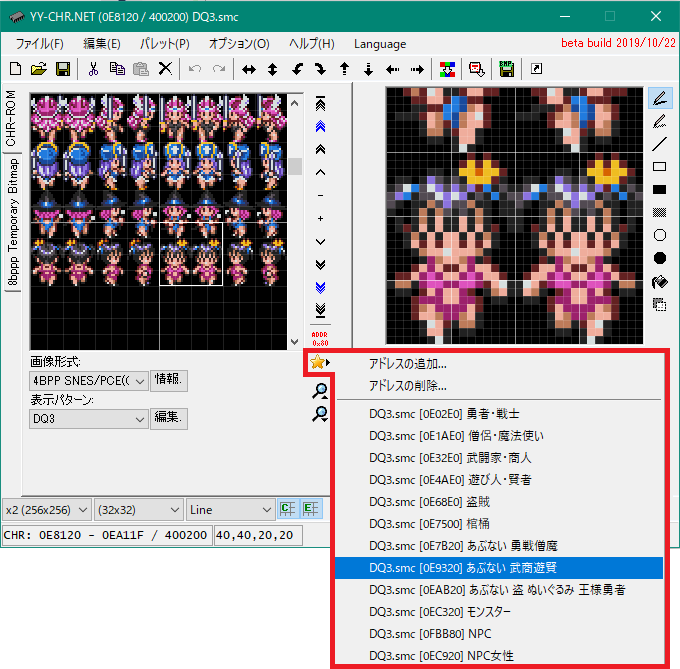 YY-CHR.NET (0E8120 / 400200) DQ3.smc
ファイル(F) 編集(E) パレット(P) オプション(O) ヘルプ(H) Language beta build 2019/10/22
CHR-ROM
8bppp Temporary Bitmap
ADDR
0x80
画像形式:
4BPP SNES/PCE(( 情報.
表示パターン:
DQ3 編集.
アドレスの追加...
アドレスの削除...
DQ3.smc [0E02E0] 勇者・戦士
DQ3.smc [0E1AE0] 僧侶・魔法使い
DQ3.smc [0E32E0] 武闘家・商人
DQ3.smc [0E4AE0] 遊び人・賢者
DQ3.smc [0E68E0] 盗賊
DQ3.smc [0E7500] 棺桶
DQ3.smc [0E7B20] あぶない 勇戦僧魔
DQ3.smc [0E9320] あぶない 武商遊賢
DQ3.smc [0EAB20] あぶない 盗 ぬいぐるみ 王様勇者
DQ3.smc [0EC320] モンスター
DQ3.smc [0FBB80] NPC
DQ3.smc [0EC920] NPC女性
x2 (256x256) (32x32) Line C E
CHR: 0E8120 - 0EA11F / 400200 40,40,20,20